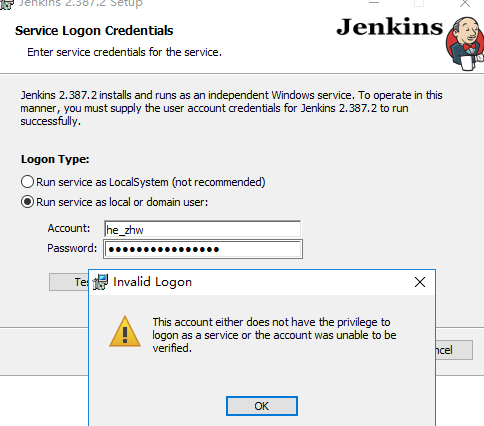 Jenkins 2.387.2 Setup
Service Logon Credentials
Enter service credentials for the service.
Jenkins
Jenkins 2.387.2 installs and runs as an independent Windows service. To operate in this
manner, you must supply the user account credentials for Jenkins 2.387.2 to run
successfully.
Logon Type:
Run service as LocalSystem (not recommended)
Run service as local or domain user:
Account: he_zhw
Password: ••••••••••••••••
Invalid Logon
This account either does not have the privilege to
logon as a service or the account was unable to be
verified.
ncel
OK